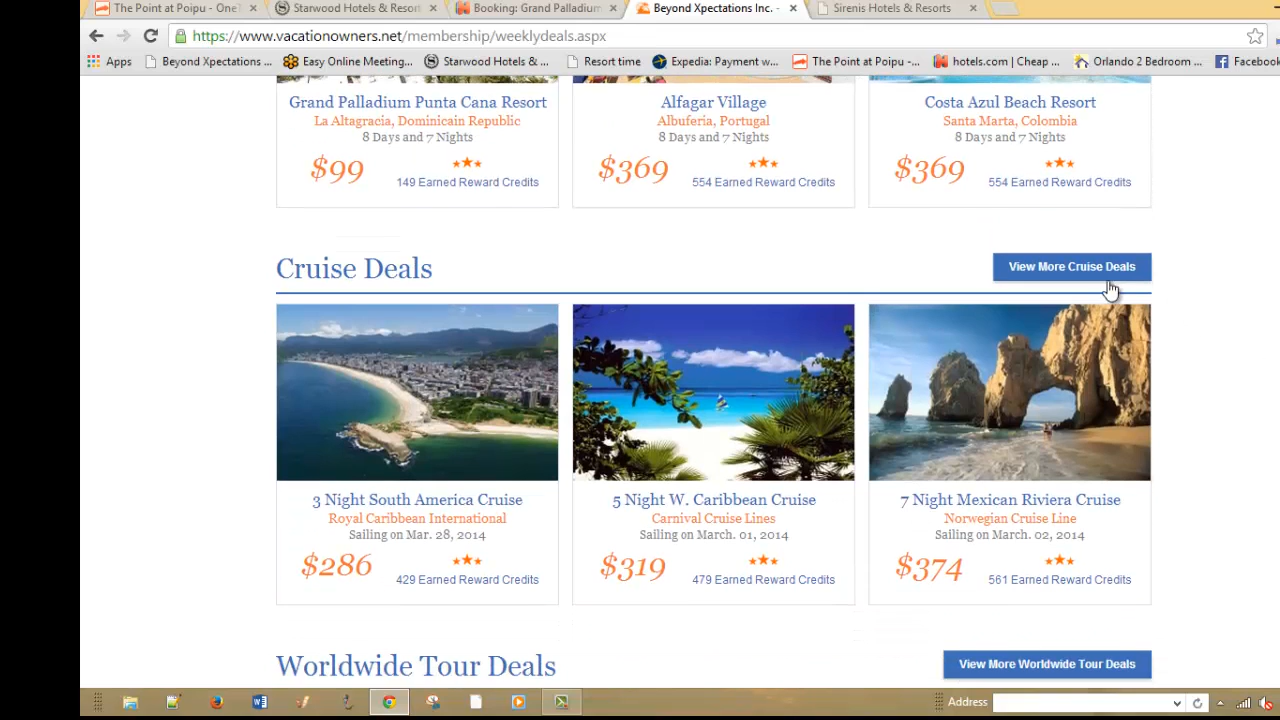 The Point at Poipu - OneT
Starwood Hotels & Resort
Booking: Grand Palladium
Beyond Xpectations Inc. -
Sirenis Hotels & Resorts
https://www.vacationowners.net/membership/weeklydeals.aspx
Apps
Beyond Xpectations ...
Easy Online Meeting...
Starwood Hotels & ...
Resort time
Expedia: Payment w...
The Point at Poipu -...
hotels.com | Cheap ...
Orlando 2 Bedroom ...
Facebook
Grand Palladium Punta Cana Resort
La Altagracia, Dominican Republic
8 Days and 7 Nights
$99
149 Earned Reward Credits
Alfagar Village
Albuferia, Portugal
8 Days and 7 Nights
$369
554 Earned Reward Credits
Costa Azul Beach Resort
Santa Marta, Colombia
8 Days and 7 Nights
$369
554 Earned Reward Credits
Cruise Deals
View More Cruise Deals
3 Night South America Cruise
Royal Caribbean International
Sailing on Mar. 28, 2014
$286
429 Earned Reward Credits
5 Night W. Caribbean Cruise
Carnival Cruise Lines
Sailing on March. 01, 2014
$319
479 Earned Reward Credits
7 Night Mexican Riviera Cruise
Norwegian Cruise Line
Sailing on March. 02, 2014
$374
561 Earned Reward Credits
Worldwide Tour Deals
View More Worldwide Tour Deals
Address